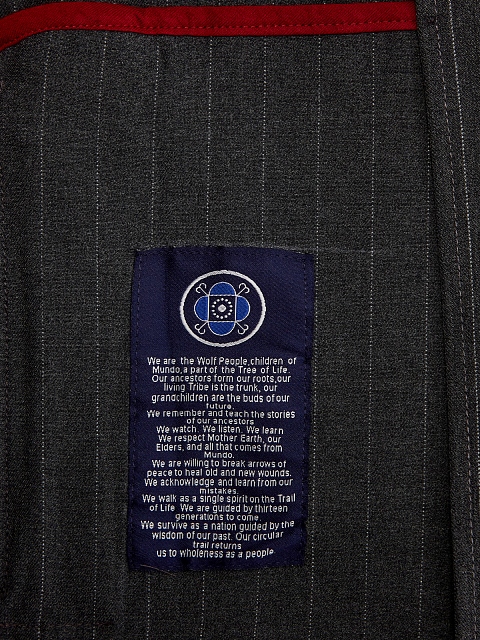 We are the Wolf People,children of
Mundo,a part of the Tree of Life.
Our ancestors form our roots,our
living Tribe is the trunk, our
grandchildren are the buds of our
future.
We remember and teach the stories
of our ancestors
We watch. We listen. We learn
We respect Mother Earth, our
Elders, and all that comes from
Mundo.
We are willing to break arrows of
peace to heal old and new wounds.
We acknowledge and learn from our
mistakes.
We walk as a single spirit on the Trail
of Life We are guided by thirteen
generations to come.
We survive as a nation guided by the
wisdom of our past. Our circular
trail returns
us to wholeness as a people.